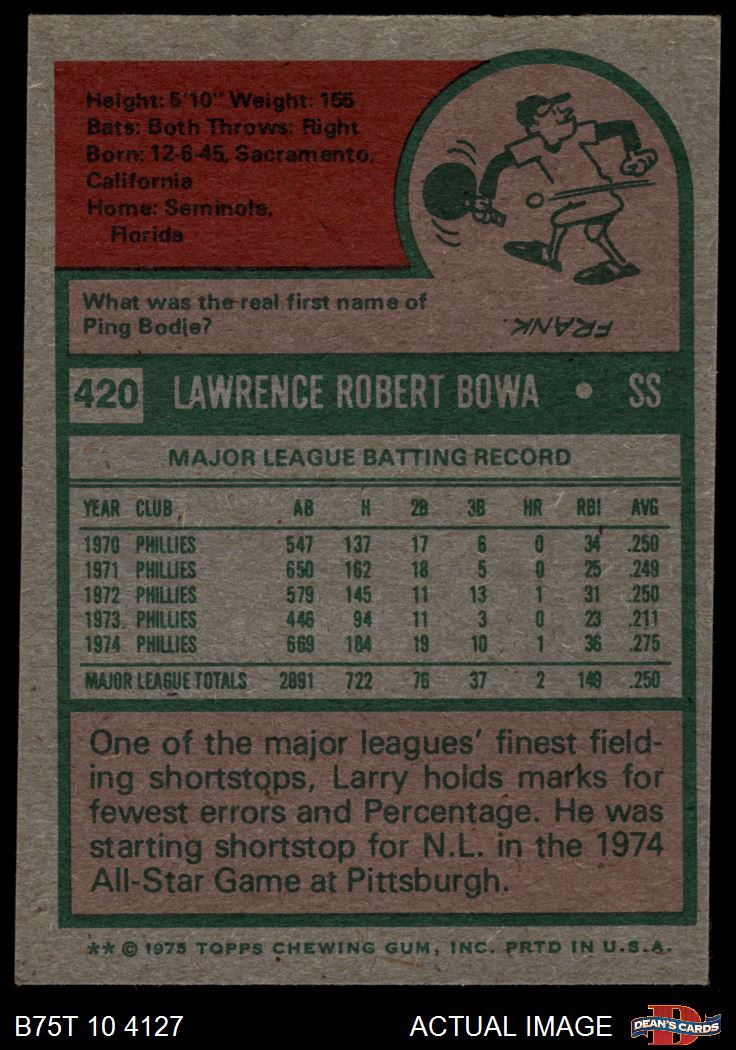 Height: 5'10" Weight: 155
Bats: Both Throws: Right
Born: 12-6-45, Sacramento,
California
Home: Seminole,
Florida
What was the real first name of
Ping Bodie?
FRANK.
420 LAWRENCE ROBERT BOWA • SS
MAJOR LEAGUE BATTING RECORD
YEAR CLUB AB H 2B 3B HR RBI AVG
1970 PHILLIES 547 137 17 6 0 34 .250
1971 PHILLIES 650 162 18 5 0 25 .249
1972 PHILLIES 579 145 11 13 1 31 .250
1973 PHILLIES 446 94 11 3 0 23 .211
1974 PHILLIES 669 184 19 10 1 36 .275
MAJOR LEAGUE TOTALS 2891 722 76 37 2 149 .250
One of the major leagues' finest field-
ing shortstops, Larry holds marks for
fewest errors and Percentage. He was
starting shortstop for N.L. in the 1974
All-Star Game at Pittsburgh.
** © 1975 TOPPS CHEWING GUM, INC. PRTD IN U.S.A.
B75T 10 4127 ACTUAL IMAGE
D
DEAN'S CARDS